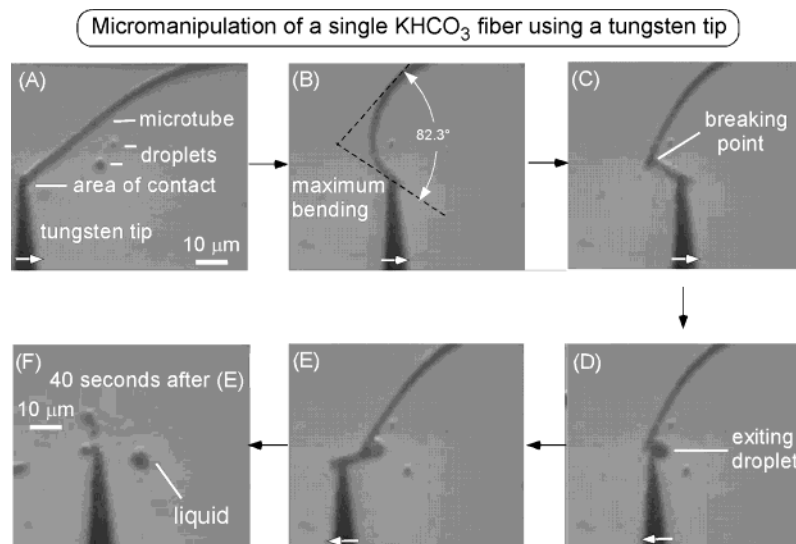 Micromanipulation of a single KHCO₃ fiber using a tungsten tip
(A)
microtube
droplets
area of contact
tungsten tip
10 μm
(B)
82.3°
maximum
bending
(C)
breaking
point
(D)
exiting
droplet
(E)
(F)
40 seconds after (E)
10 μm
liquid